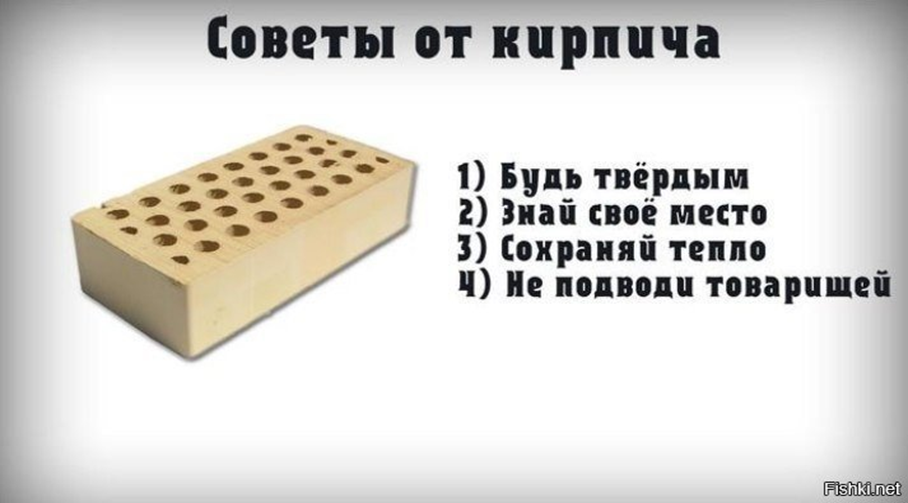 Советы от кирпича
1) Будь твёрдым
2) Знай своё место
3) Сохраняй тепло
4) Не подводи товарищей
Fishki.net